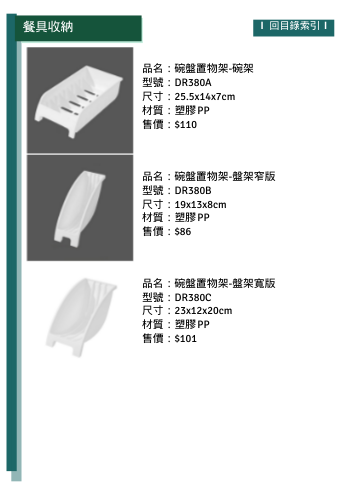 餐具收納
I 回目錄索引 I
品名：碗盤置物架-碗架
型號：DR380A
尺寸：25.5x14x7cm
材質：塑膠PP
售價：$110
品名：碗盤置物架-盤架窄版
型號：DR380B
尺寸：19x13x8cm
材質：塑膠PP
售價：$86
品名：碗盤置物架-盤架寬版
型號：DR380C
尺寸：23x12x20cm
材質：塑膠PP
售價：$101